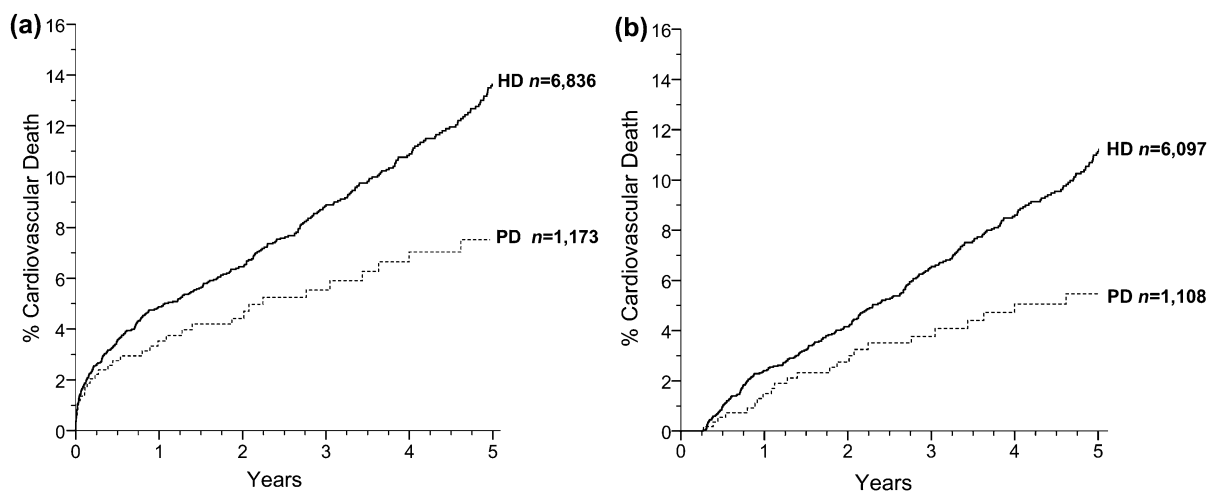 (a)
16
14
12
10
8
6
4
2
0
% Cardiovascular Death
HD n=6,836
PD n=1,173
0 1 2 3 4 5
Years
(b)
16
14
12
10
8
6
4
2
0
% Cardiovascular Death
HD n=6,097
PD n=1,108
0 1 2 3 4 5
Years